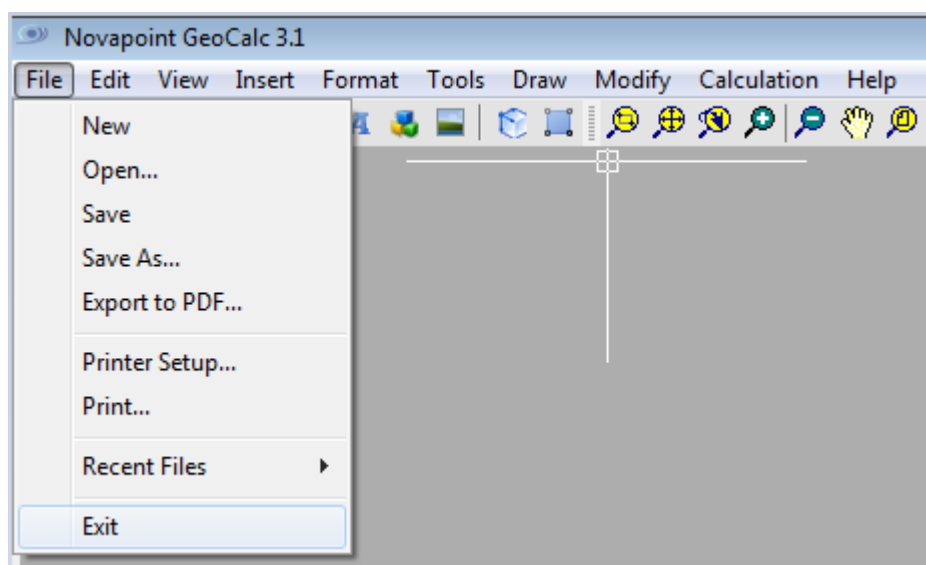 Novapoint GeoCalc 3.1
File Edit View Insert Format Tools Draw Modify Calculation Help
New
Open...
Save
Save As...
Export to PDF...
Printer Setup...
Print...
Recent Files
Exit